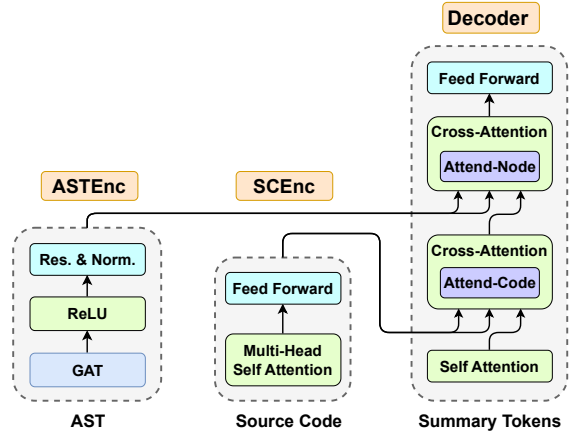 Decoder
Feed Forward
Cross-Attention
Attend-Node
ASTEnc
SCEnc
Res. & Norm.
ReLU
GAT
Feed Forward
Multi-Head
Self Attention
Cross-Attention
Attend-Code
Self Attention
AST
Source Code
Summary Tokens